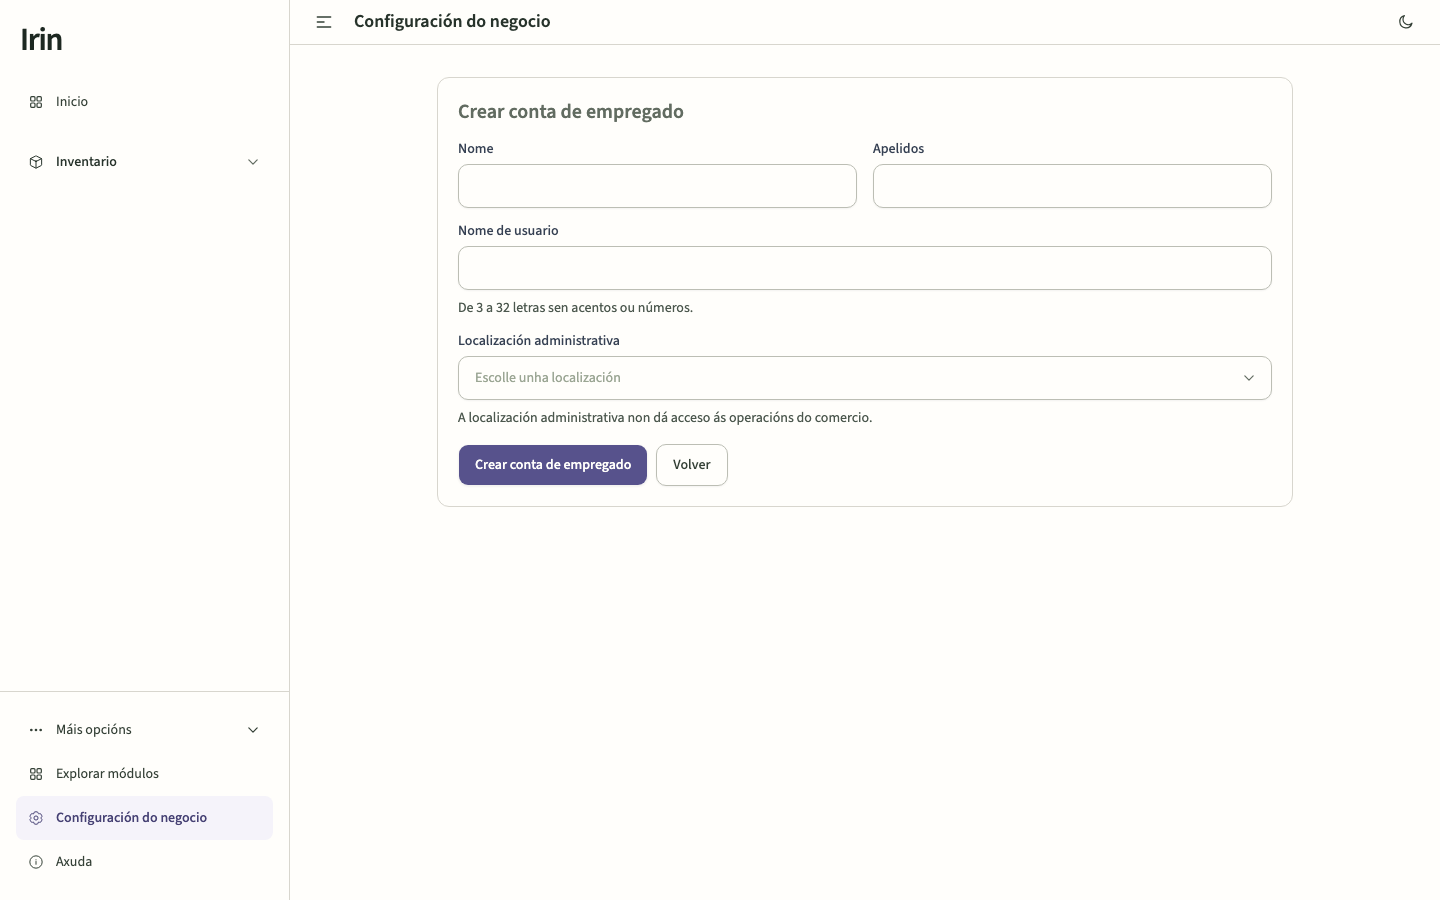 Irin
Inicio
Inventario
Máis opcións
Explorar módulos
Configuración do negocio
Axuda
Configuración do negocio
Crear conta de empregado
Nome
Apelidos
Nome de usuario
De 3 a 32 letras sen acentos ou números.
Localización administrativa
Escolle unha localización
A localización administrativa non dá acceso ás operacións do comercio.
Crear conta de empregado
Volver